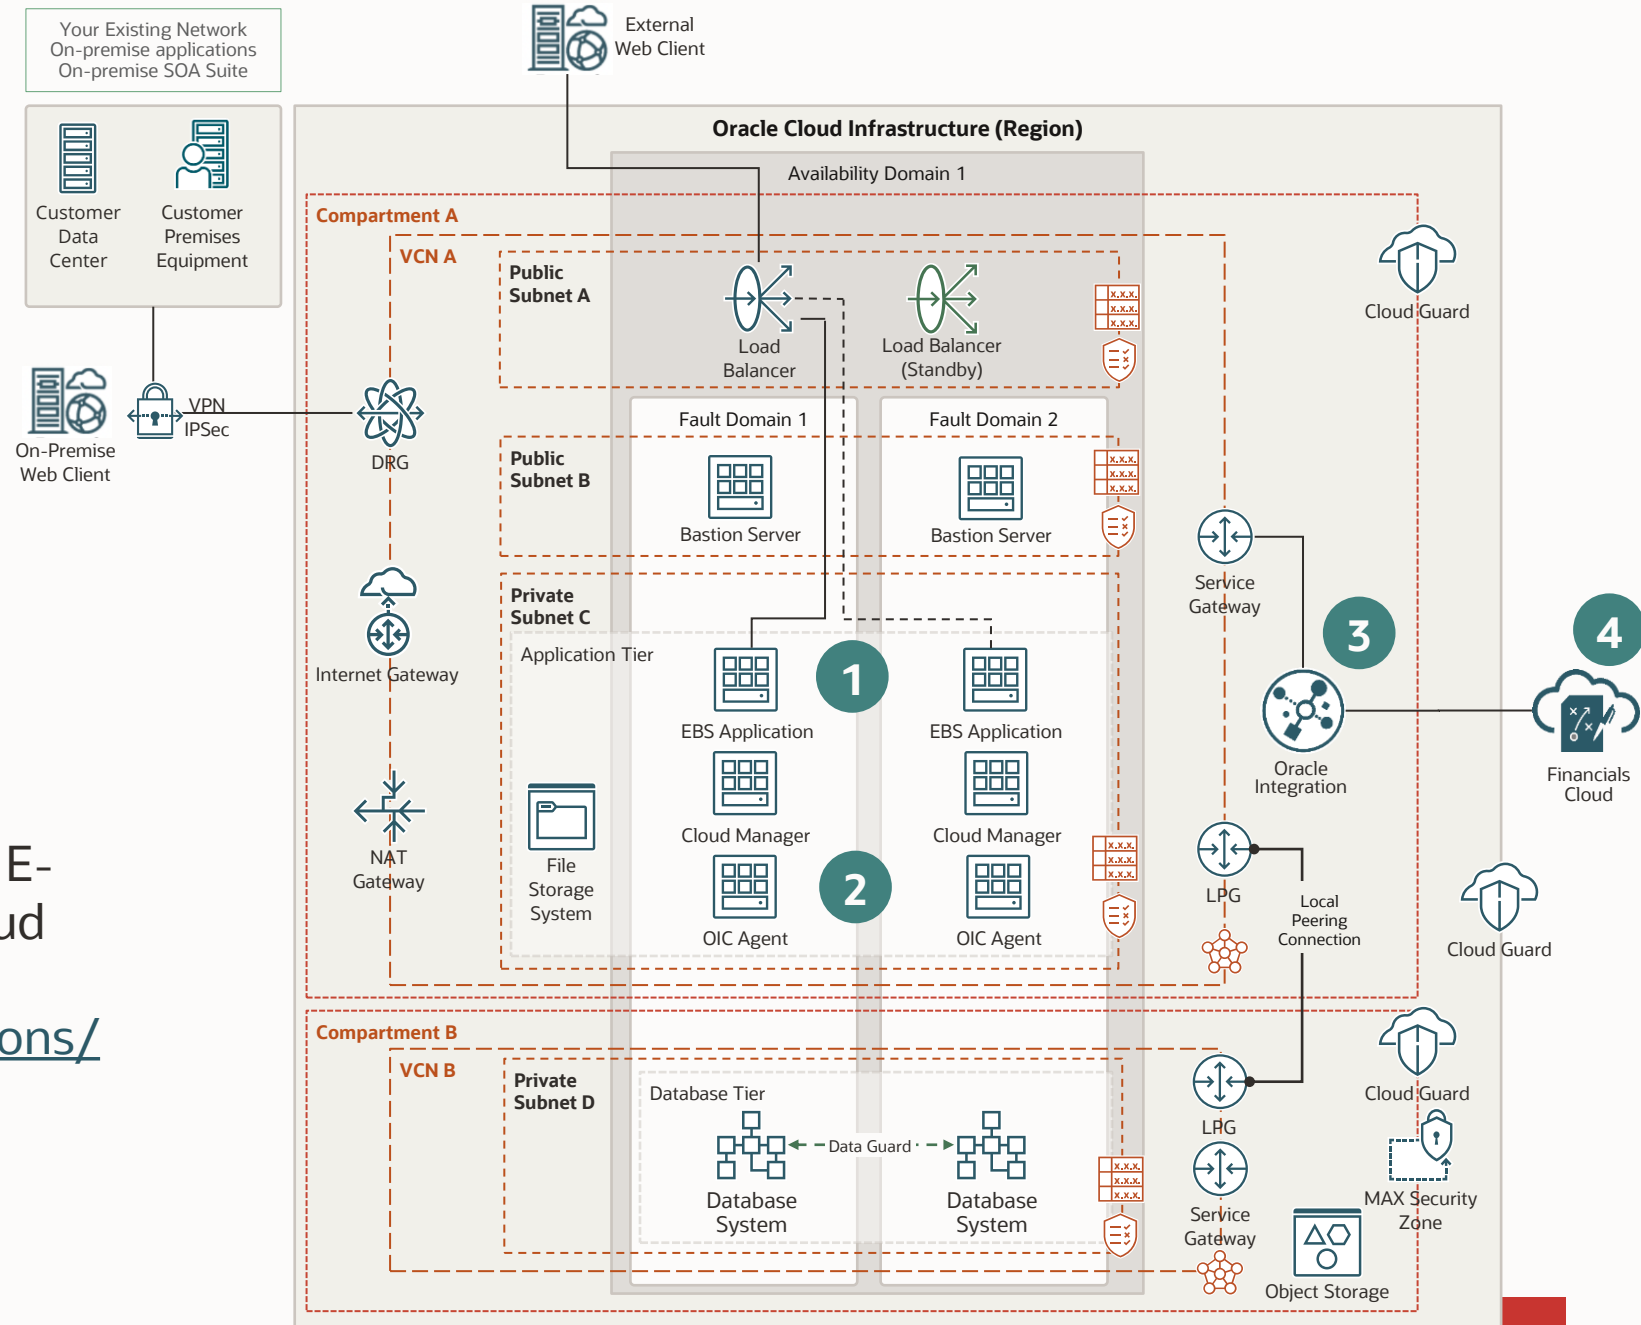 Your Existing Network
On-premise applications
On-premise SOA Suite
External
Web Client
Customer
Data
Center
Customer
Premises
Equipment
On-Premise
Web Client
VPN
IPSec
Oracle Cloud Infrastructure (Region)
Availability Domain 1
Compartment A
VCN A
Public
Subnet A
Load
Balancer
Load Balancer
(Standby)
x.x.x.
x.x.x.
x.x.x.
Cloud Guard
DRG
Fault Domain 1
Fault Domain 2
Public
Subnet B
Bastion Server
Bastion Server
x.x.x.
x.x.x.
x.x.x.
Service
Gateway
Internet Gateway
Private
Subnet C
Application Tier
EBS Application
1
EBS Application
3
4
Oracle
Integration
Financials
Cloud
NAT
Gateway
File
Storage
System
Cloud Manager
Cloud Manager
2
OIC Agent
OIC Agent
x.x.x.
x.x.x.
x.x.x.
LPG
Local
Peering
Connection
Cloud Guard
E-
ud
ons/
Compartment B
VCN B
Private
Subnet D
Database Tier
Data Guard
Database
System
Database
System
x.x.x.
x.x.x.
x.x.x.
LPG
Service
Gateway
Cloud Guard
MAX Security
Zone
Object Storage